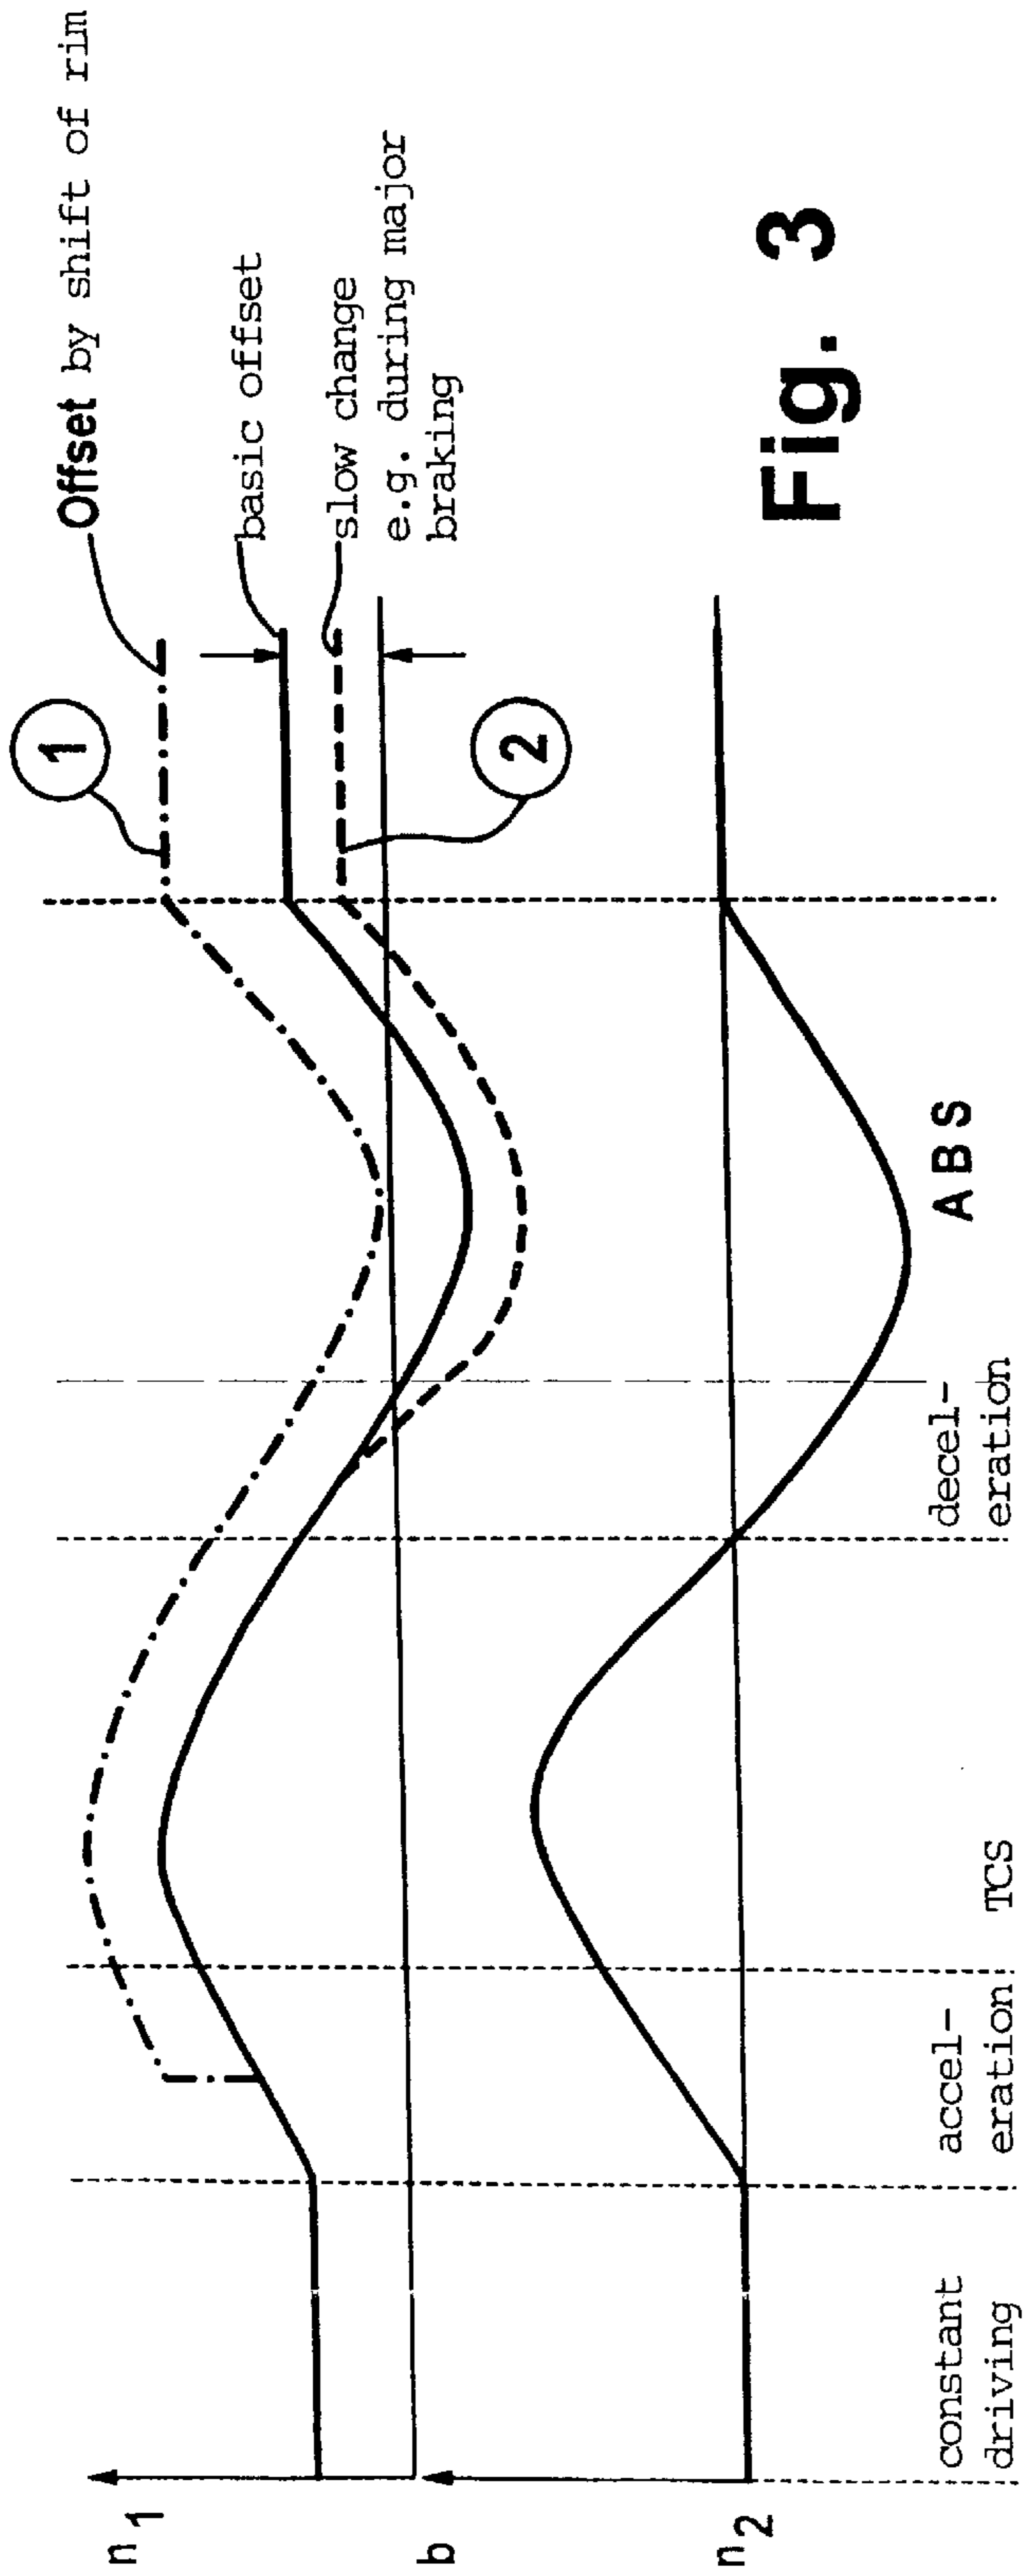 Offset by shift of rim
1
basic offset
slow change
e.g. during major
braking
2
n1
b
n2
constant
driving
accel-
eration
TCS
decel-
eration
ABS
Fig. 3